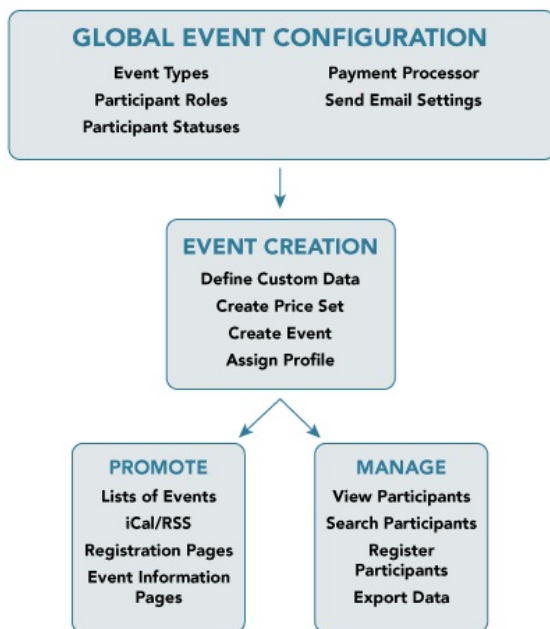 GLOBAL EVENT CONFIGURATION
Event Types
Participant Roles
Participant Statuses
Payment Processor
Send Email Settings
EVENT CREATION
Define Custom Data
Create Price Set
Create Event
Assign Profile
PROMOTE
Lists of Events
iCal/RSS
Registration Pages
Event Information
Pages
MANAGE
View Participants
Search Participants
Register
Participants
Export Data